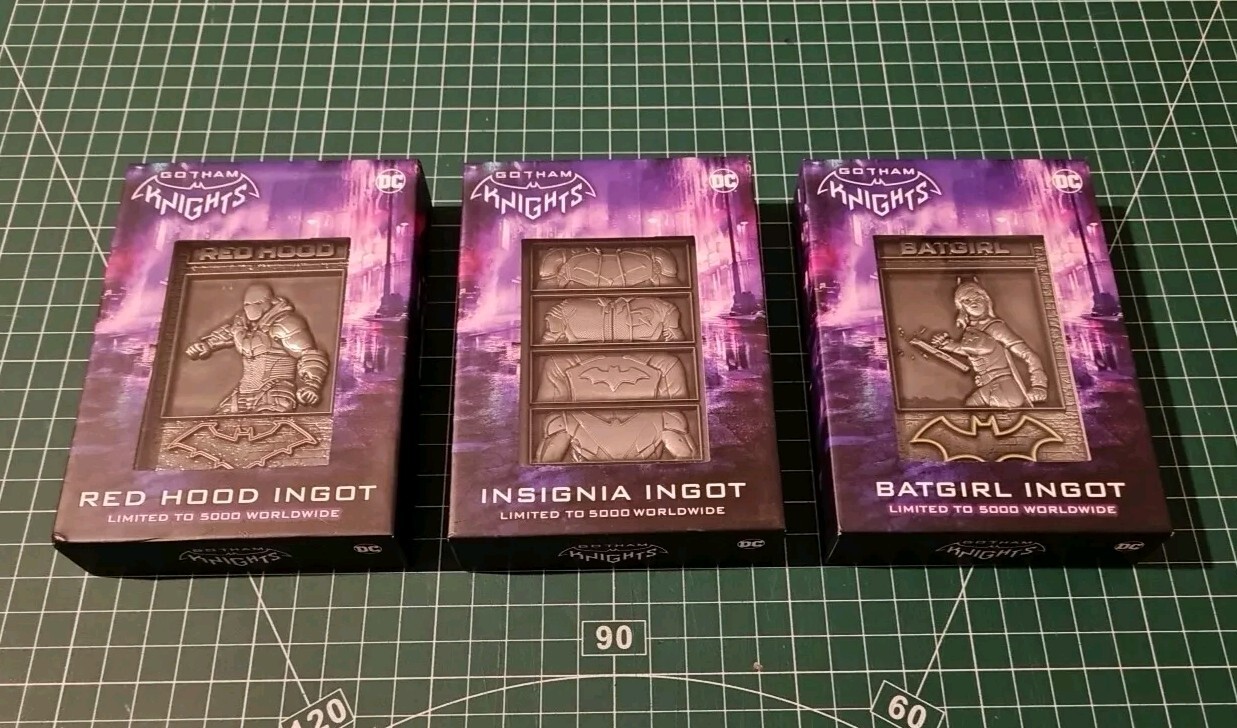 GOTHAM
KNIGHTS
DC
RED HOOD
RED HOOD INGOT
LIMITED TO 5000 WORLDWIDE
GOTHAM
KNIGHTS
DC
GOTHAM
KNIGHTS
DC
INSIGNIA INGOT
LIMITED TO 5000 WORLDWIDE
GOTHAM
KNIGHTS
DC
GOTHAM
KNIGHTS
DC
BATGIRL
BATGIRL INGOT
LIMITED TO 5000 WORLDWIDE
GOTHAM
KNIGHTS
DC
90
120
60